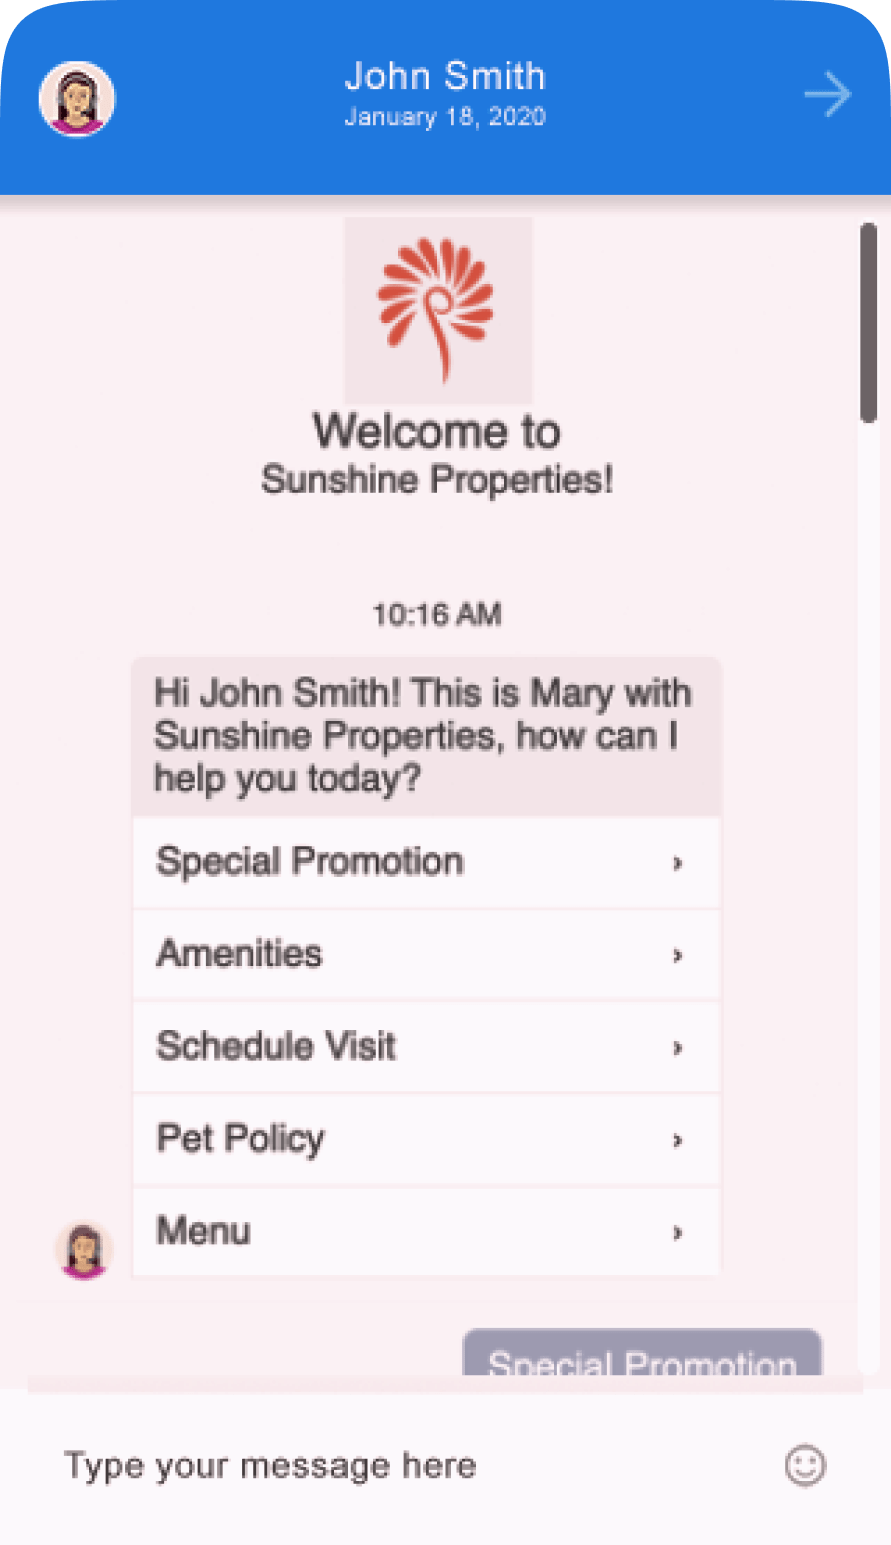 John Smith
January 18, 2020
Welcome to
Sunshine Properties!
10:16 AM
Hi John Smith! This is Mary with
Sunshine Properties, how can I
help you today?
Special Promotion
Amenities
Schedule Visit
Pet Policy
Menu
Special Promotion
Type your message here